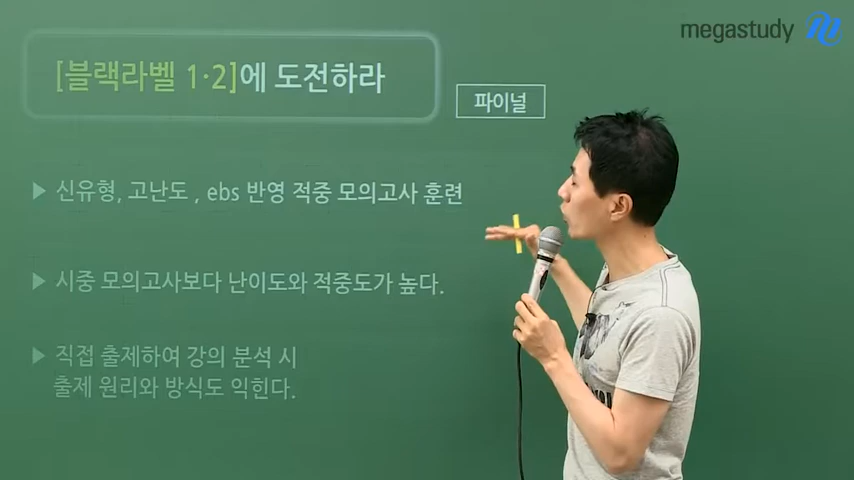 megastudy
[블랙라벨 1·2]에 도전하라
파이널
▶ 신유형, 고난도 , ebs 반영 적중 모의고사 훈련
▶ 시중 모의고사보다 난이도와 적중도가 높다.
▶ 직접 출제하여 강의 분석 시
출제 원리와 방식도 익힌다.